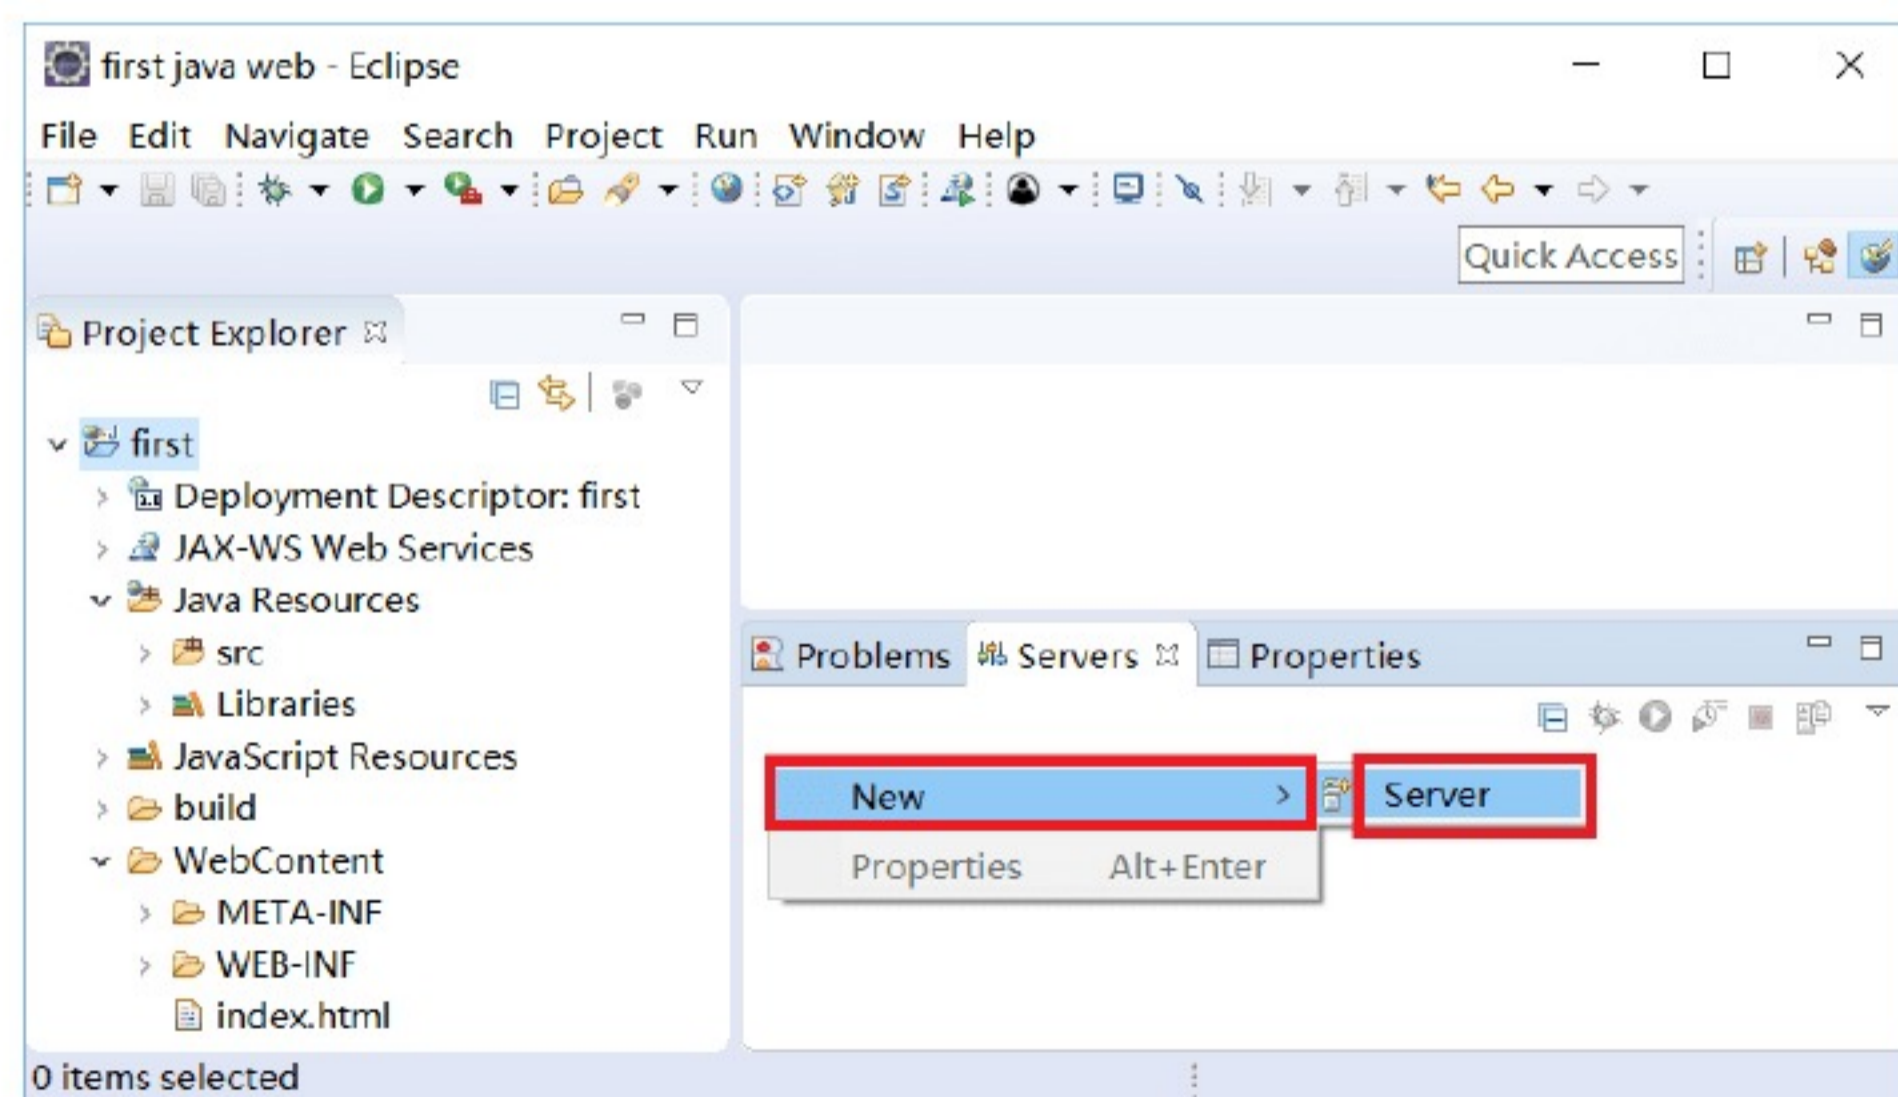 first java web - Eclipse
File Edit Navigate Search Project Run Window Help
Quick Access
Project Explorer
first
Deployment Descriptor: first
JAX-WS Web Services
Java Resources
src
Libraries
JavaScript Resources
build
WebContent
META-INF
WEB-INF
index.html
Problems Servers Properties
New > Server
Properties Alt+Enter
0 items selected